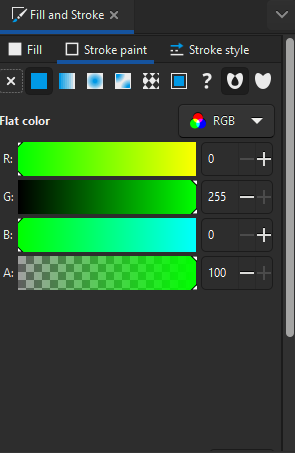 Fill and Stroke
Fill Stroke paint Stroke style
?
Flat color RGB
R: 0
G: 255
B: 0
A: 100